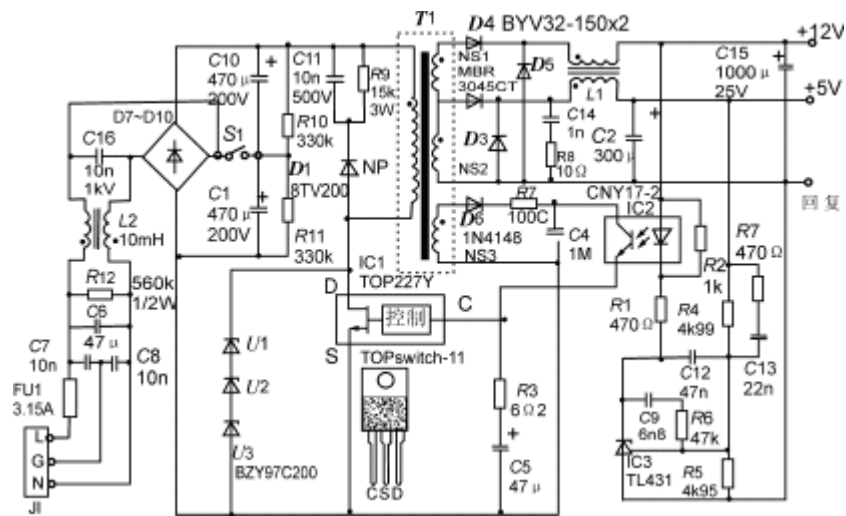 T1
D4 BYV32-150x2
+12V
C10
470μ
200V
C11
10n
500V
R9
15k
3W
NS1
MBR
3045CT
D5
L1
C15
1000μ
25V
+5V
D7~D10
S1
R10
330k
C16
10n
1kV
D1
8TV200
NP
D3
C14
1n
R8
10Ω
C2
300μ
NS2
回复
C1
470μ
200V
R11
330k
L2
10mH
D6
1N4148
NS3
R7
100C
C4
1M
CNY17-2
IC2
R7
470Ω
R2
1k
IC1
TOP227Y
R12
560k
1/2W
C6
47μ
D
S
控制
C
R1
470Ω
R4
4k99
C7
10n
C8
10n
U1
U2
U3
BZY97C200
TOPswitch-11
CSD
R3
6Ω2
C5
47μ
C12
47n
C13
22n
C9
6n8
R6
47k
IC3
TL431
R5
4k95
FU1
3.15A
L
G
N
JI